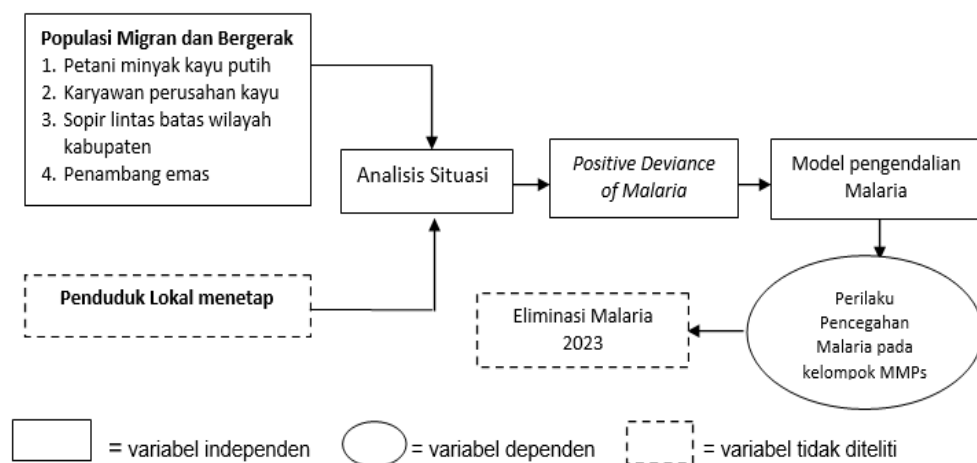 Populasi Migran dan Bergerak
1. Petani minyak kayu putih
2. Karyawan perusahan kayu
3. Sopir lintas batas wilayah
kabupaten
4. Penambang emas
Analisis Situasi
Positive Deviance
of Malaria
Model pengendalian
Malaria
Penduduk Lokal menetap
Eliminasi Malaria
2023
Perilaku
Pencegahan
Malaria pada
kelompok MMPs
= variabel independen
= variabel dependen
= variabel tidak diteliti